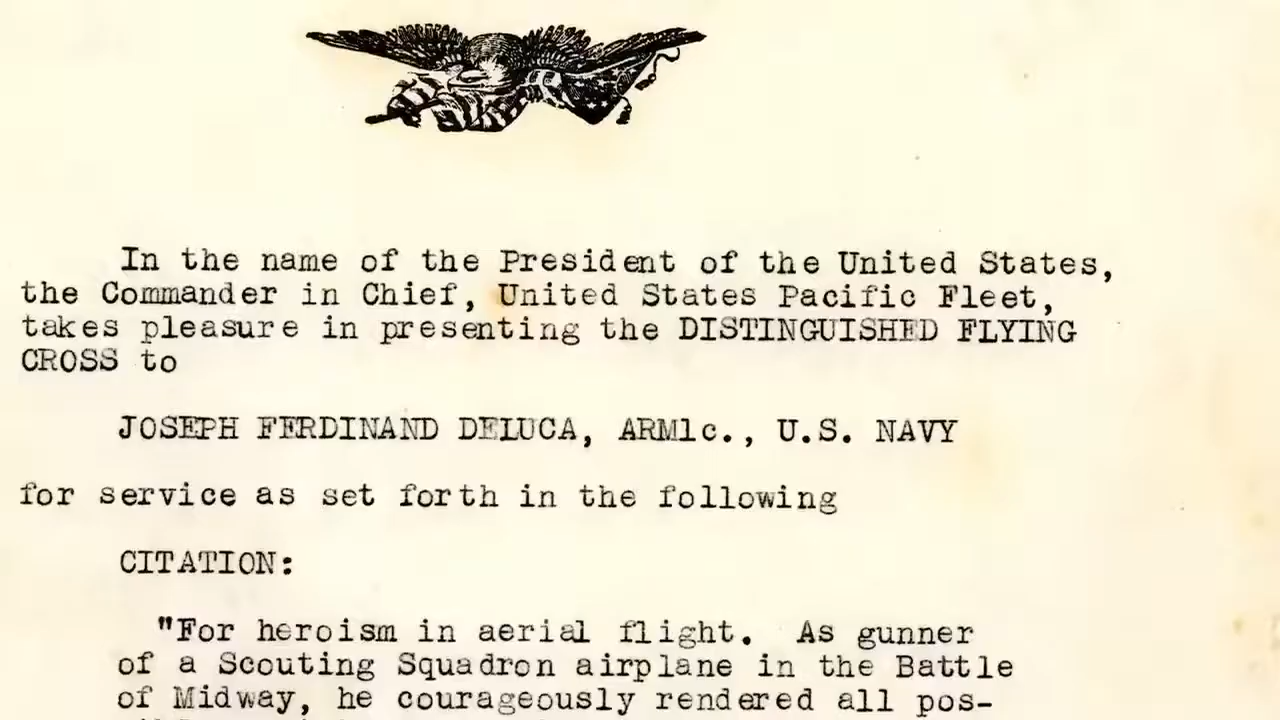 In the name of the President of the United States,
the Commander in Chief, United States Pacific Fleet,
takes pleasure in presenting the DISTINGUISHED FLYING
CROSS to
JOSEPH FERDINAND DELUCA, ARM1c., U.S. NAVY
for service as set forth in the following
CITATION:
"For heroism in aerial flight. As gunner
of a Scouting Squadron airplane in the Battle
of Midway, he courageously rendered all pos-